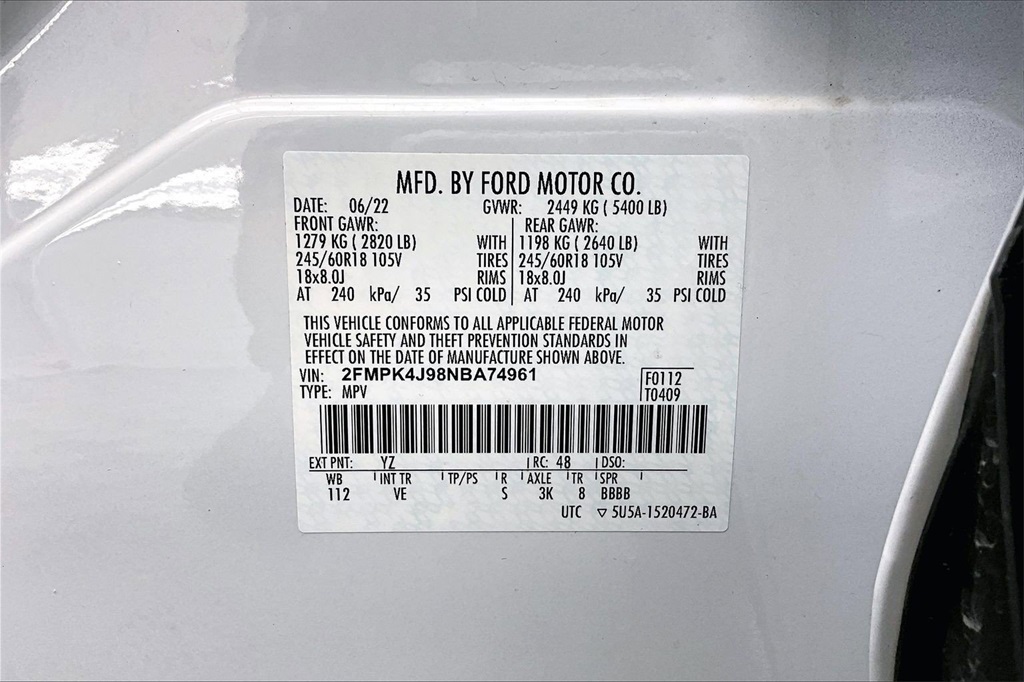 MFD. BY FORD MOTOR CO.
DATE: 06/22 GVWR: 2449 KG ( 5400 LB)
FRONT GAWR: REAR GAWR:
1279 KG ( 2820 LB) WITH 1198 KG ( 2640 LB) WITH
245/60R18 105V TIRES 245/60R18 105V TIRES
18x8.0J RIMS 18x8.0J RIMS
AT 240 kPa/ 35 PSI COLD AT 240 kPa/ 35 PSI COLD
THIS VEHICLE CONFORMS TO ALL APPLICABLE FEDERAL MOTOR
VEHICLE SAFETY AND THEFT PREVENTION STANDARDS IN
EFFECT ON THE DATE OF MANUFACTURE SHOWN ABOVE.
VIN: 2FMPK4J98NBA74961 F0112
TYPE: MPV T0409
EXT PNT: YZ RC: 48 DSO:
WB INT TR TP/PS R AXLE TR SPR
112 VE S 3K 8 BBBB
UTC ▽ 5U5A-1520472-BA